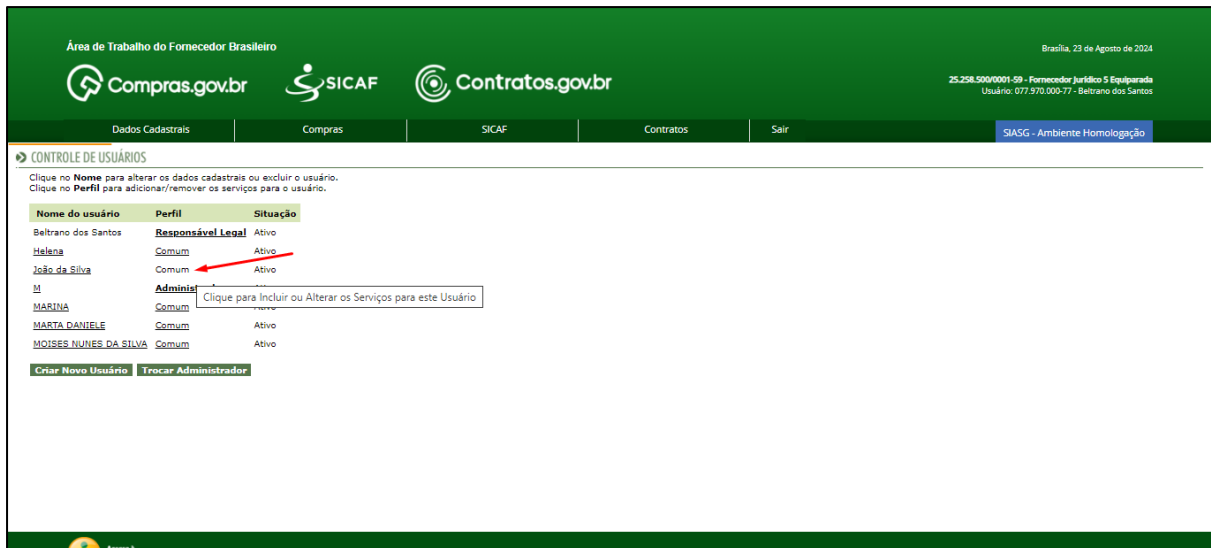 Área de Trabalho do Fornecedor Brasileiro
Brasília, 23 de Agosto de 2024
Compras.gov.br SICAF Contratos.gov.br
25.258.500/0001-59 - Fornecedor Jurídico 5 Equiparada
Usuário: 077.970.000-77 - Beltrano dos Santos
Dados Cadastrais Compras SICAF Contratos Sair SIASG - Ambiente Homologação
CONTROLE DE USUÁRIOS
Clique no Nome para alterar os dados cadastrais ou excluir o usuário.
Clique no Perfil para adicionar/remover os serviços para o usuário.
Nome do usuário Perfil Situação
Beltrano dos Santos Responsável Legal Ativo
Helena Comum Ativo
João da Silva Comum Ativo
M
Clique para Incluir ou Alterar os Serviços para este Usuário
MARINA Comum
MARTA DANIELE Comum Ativo
MOISES NUNES DA SILVA Comum Ativo
Criar Novo Usuário Trocar Administrador